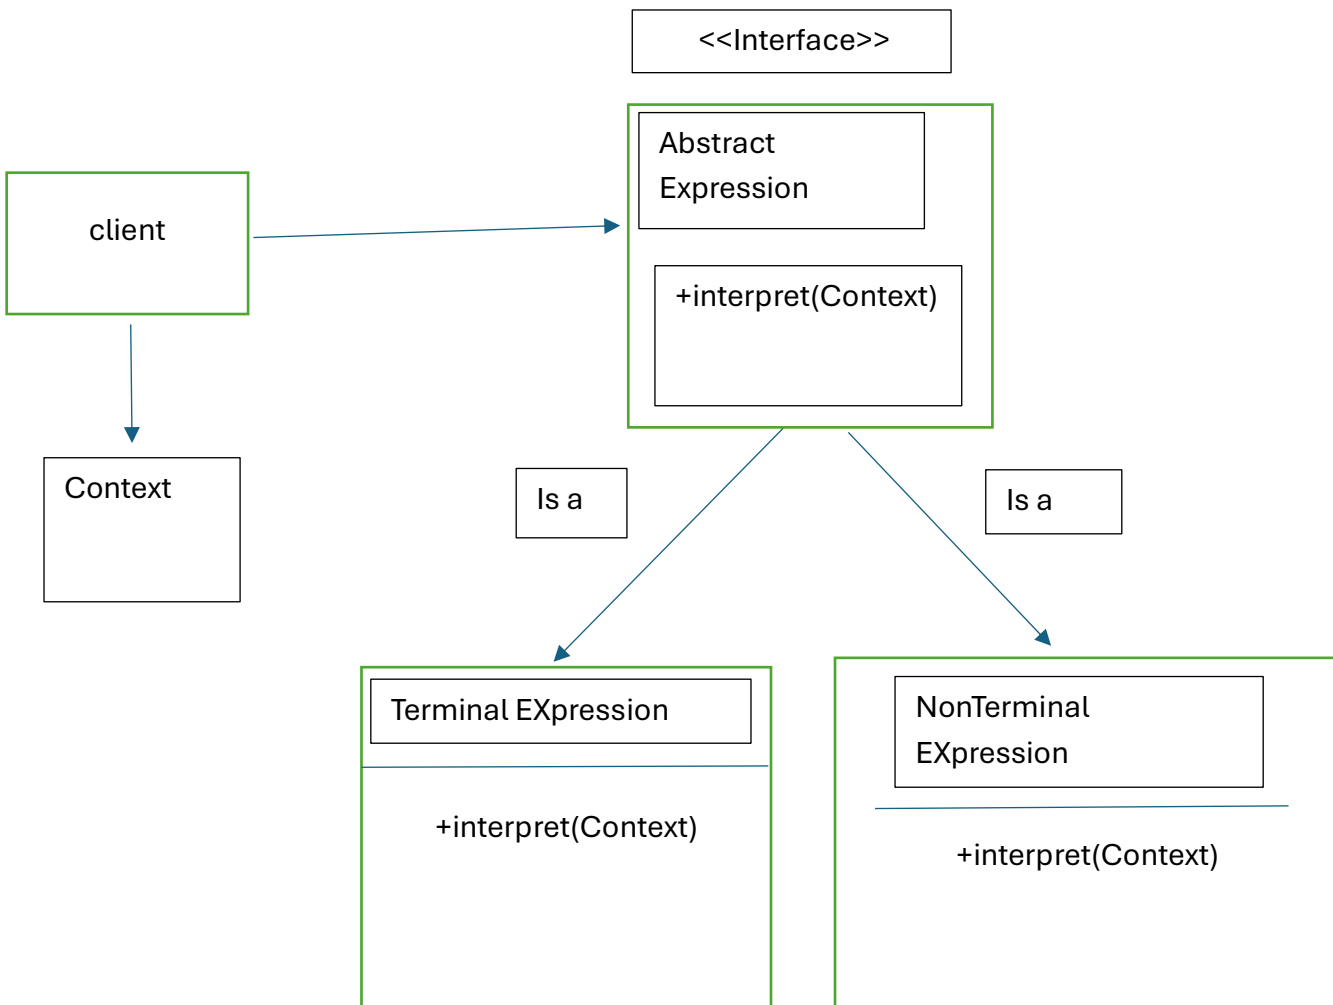 <<Interface>>
Abstract
Expression
client
+interpret(Context)
Context
Is a
Is a
Terminal EXpression
NonTerminal
EXpression
+interpret(Context)
+interpret(Context)